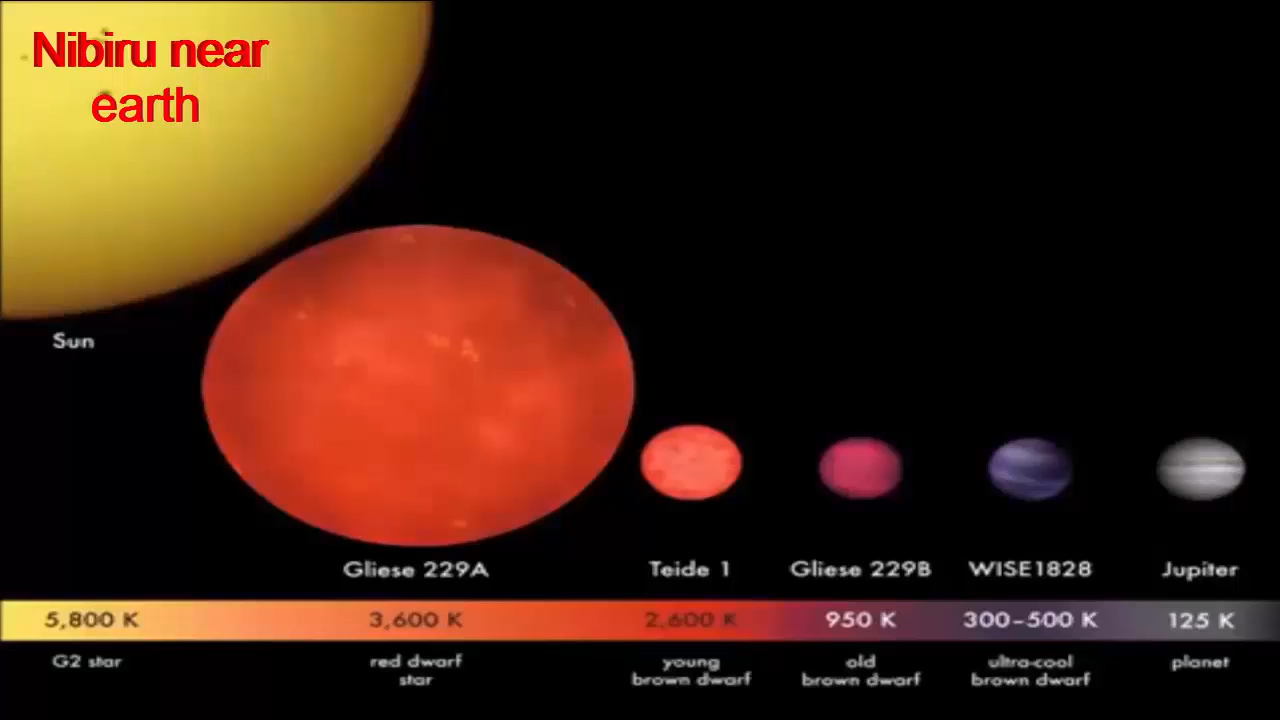 Nibiru near
earth
Sun
Gliese 229A
Teide 1
Gliese 229B
WISE1828
Jupiter
5,800 K
3,600 K
2,600 K
950 K
300–500 K
125 K
G2 star
red dwarf
star
young
brown dwarf
old
brown dwarf
ultra-cool
brown dwarf
planet